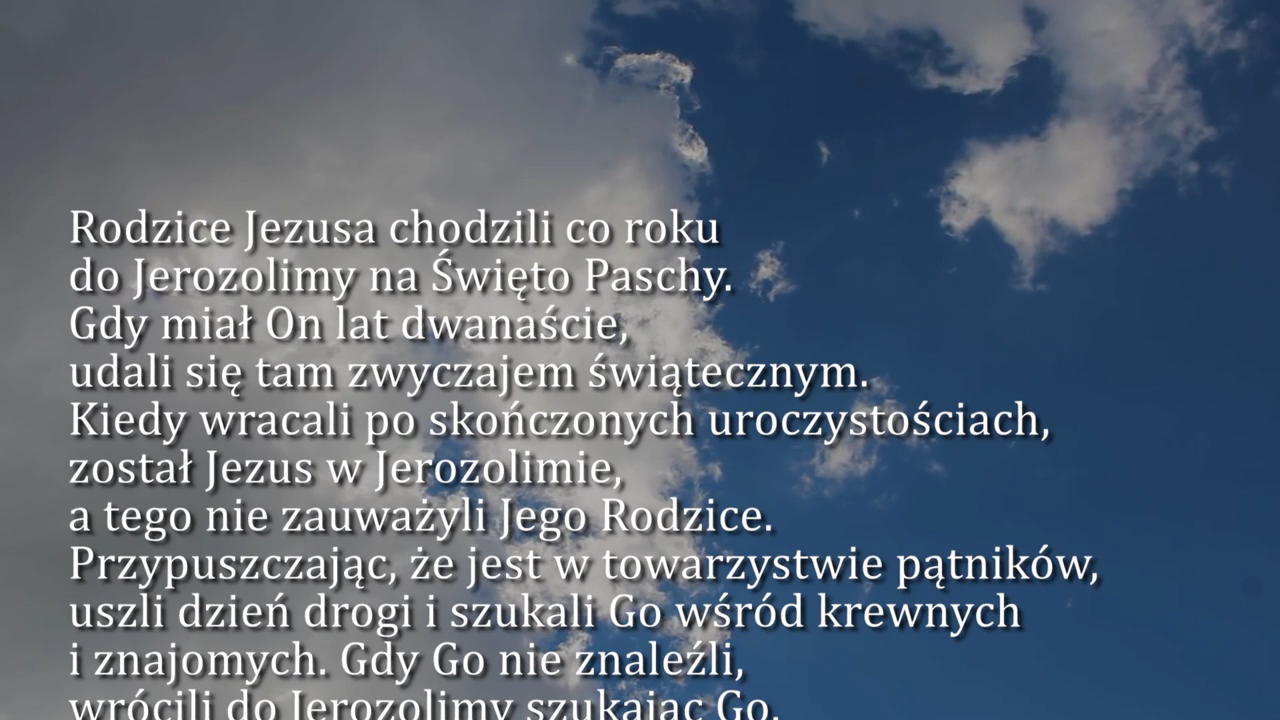 Rodzice Jezusa chodzili co roku
do Jerozolimy na Święto Paschy.
Gdy miał On lat dwanaście,
udali się tam zwyczajem świątecznym.
Kiedy wracali po skończonych uroczystościach,
został Jezus w Jerozolimie,
a tego nie zauważyli Jego Rodzice.
Przypuszczając, że jest w towarzystwie pątników,
uszli dzień drogi i szukali Go wśród krewnych
i znajomych. Gdy Go nie znaleźli,
wrócili do Jerozolimy szukając Go.